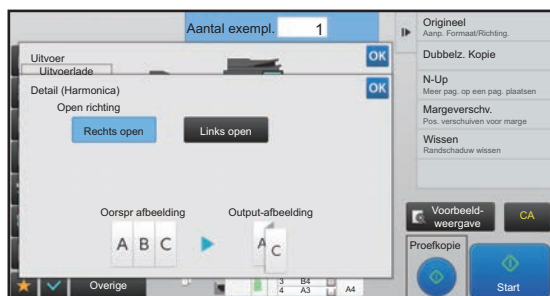 Aantal exempl. 1
Uitvoer
OK
Uitvoerlade
Detail (Harmonica)
OK
Open richting
Rechts open
Links open
Oorspr afbeelding
Output-afbeelding
A B C
A C
Overige
3 B4
4 A3
A4
Origineel
Aanp. Formaat/Richting.
Dubbelz. Kopie
N-Up
Meer pag. op een pag. plaatsen
Margeverschv.
Pos. verschuiven voor marge
Wissen
Randschaduw wissen
Voorbeeld-
weergave
CA
Proefkopie
Start